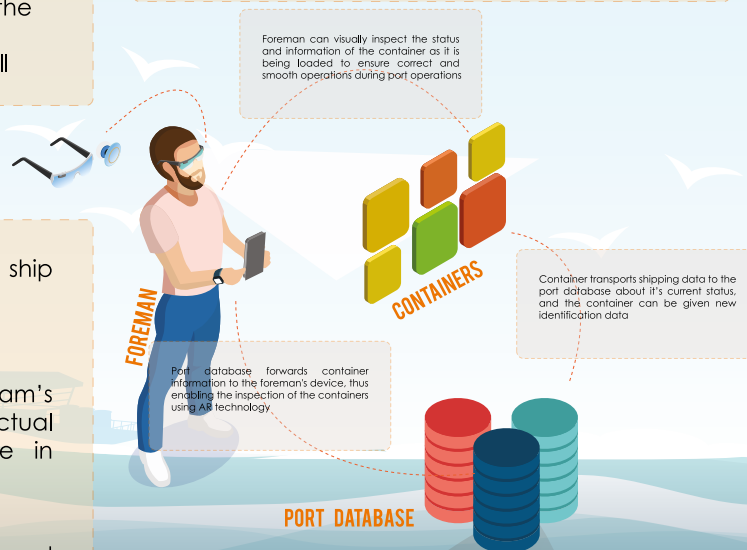 the
ll
Foreman can visually inspect the status
and information of the container as it is
being loaded to ensure correct and
smooth operations during port operations
ship
am's
ctual
e in
CONTAINERS
Container transports shipping data to the
port database about it's current status,
and the container can be given new
identification data
FOREMAN
Port database forwards container
information to the foreman's device, thus
enabling the inspection of the containers
using AR technology
PORT DATABASE